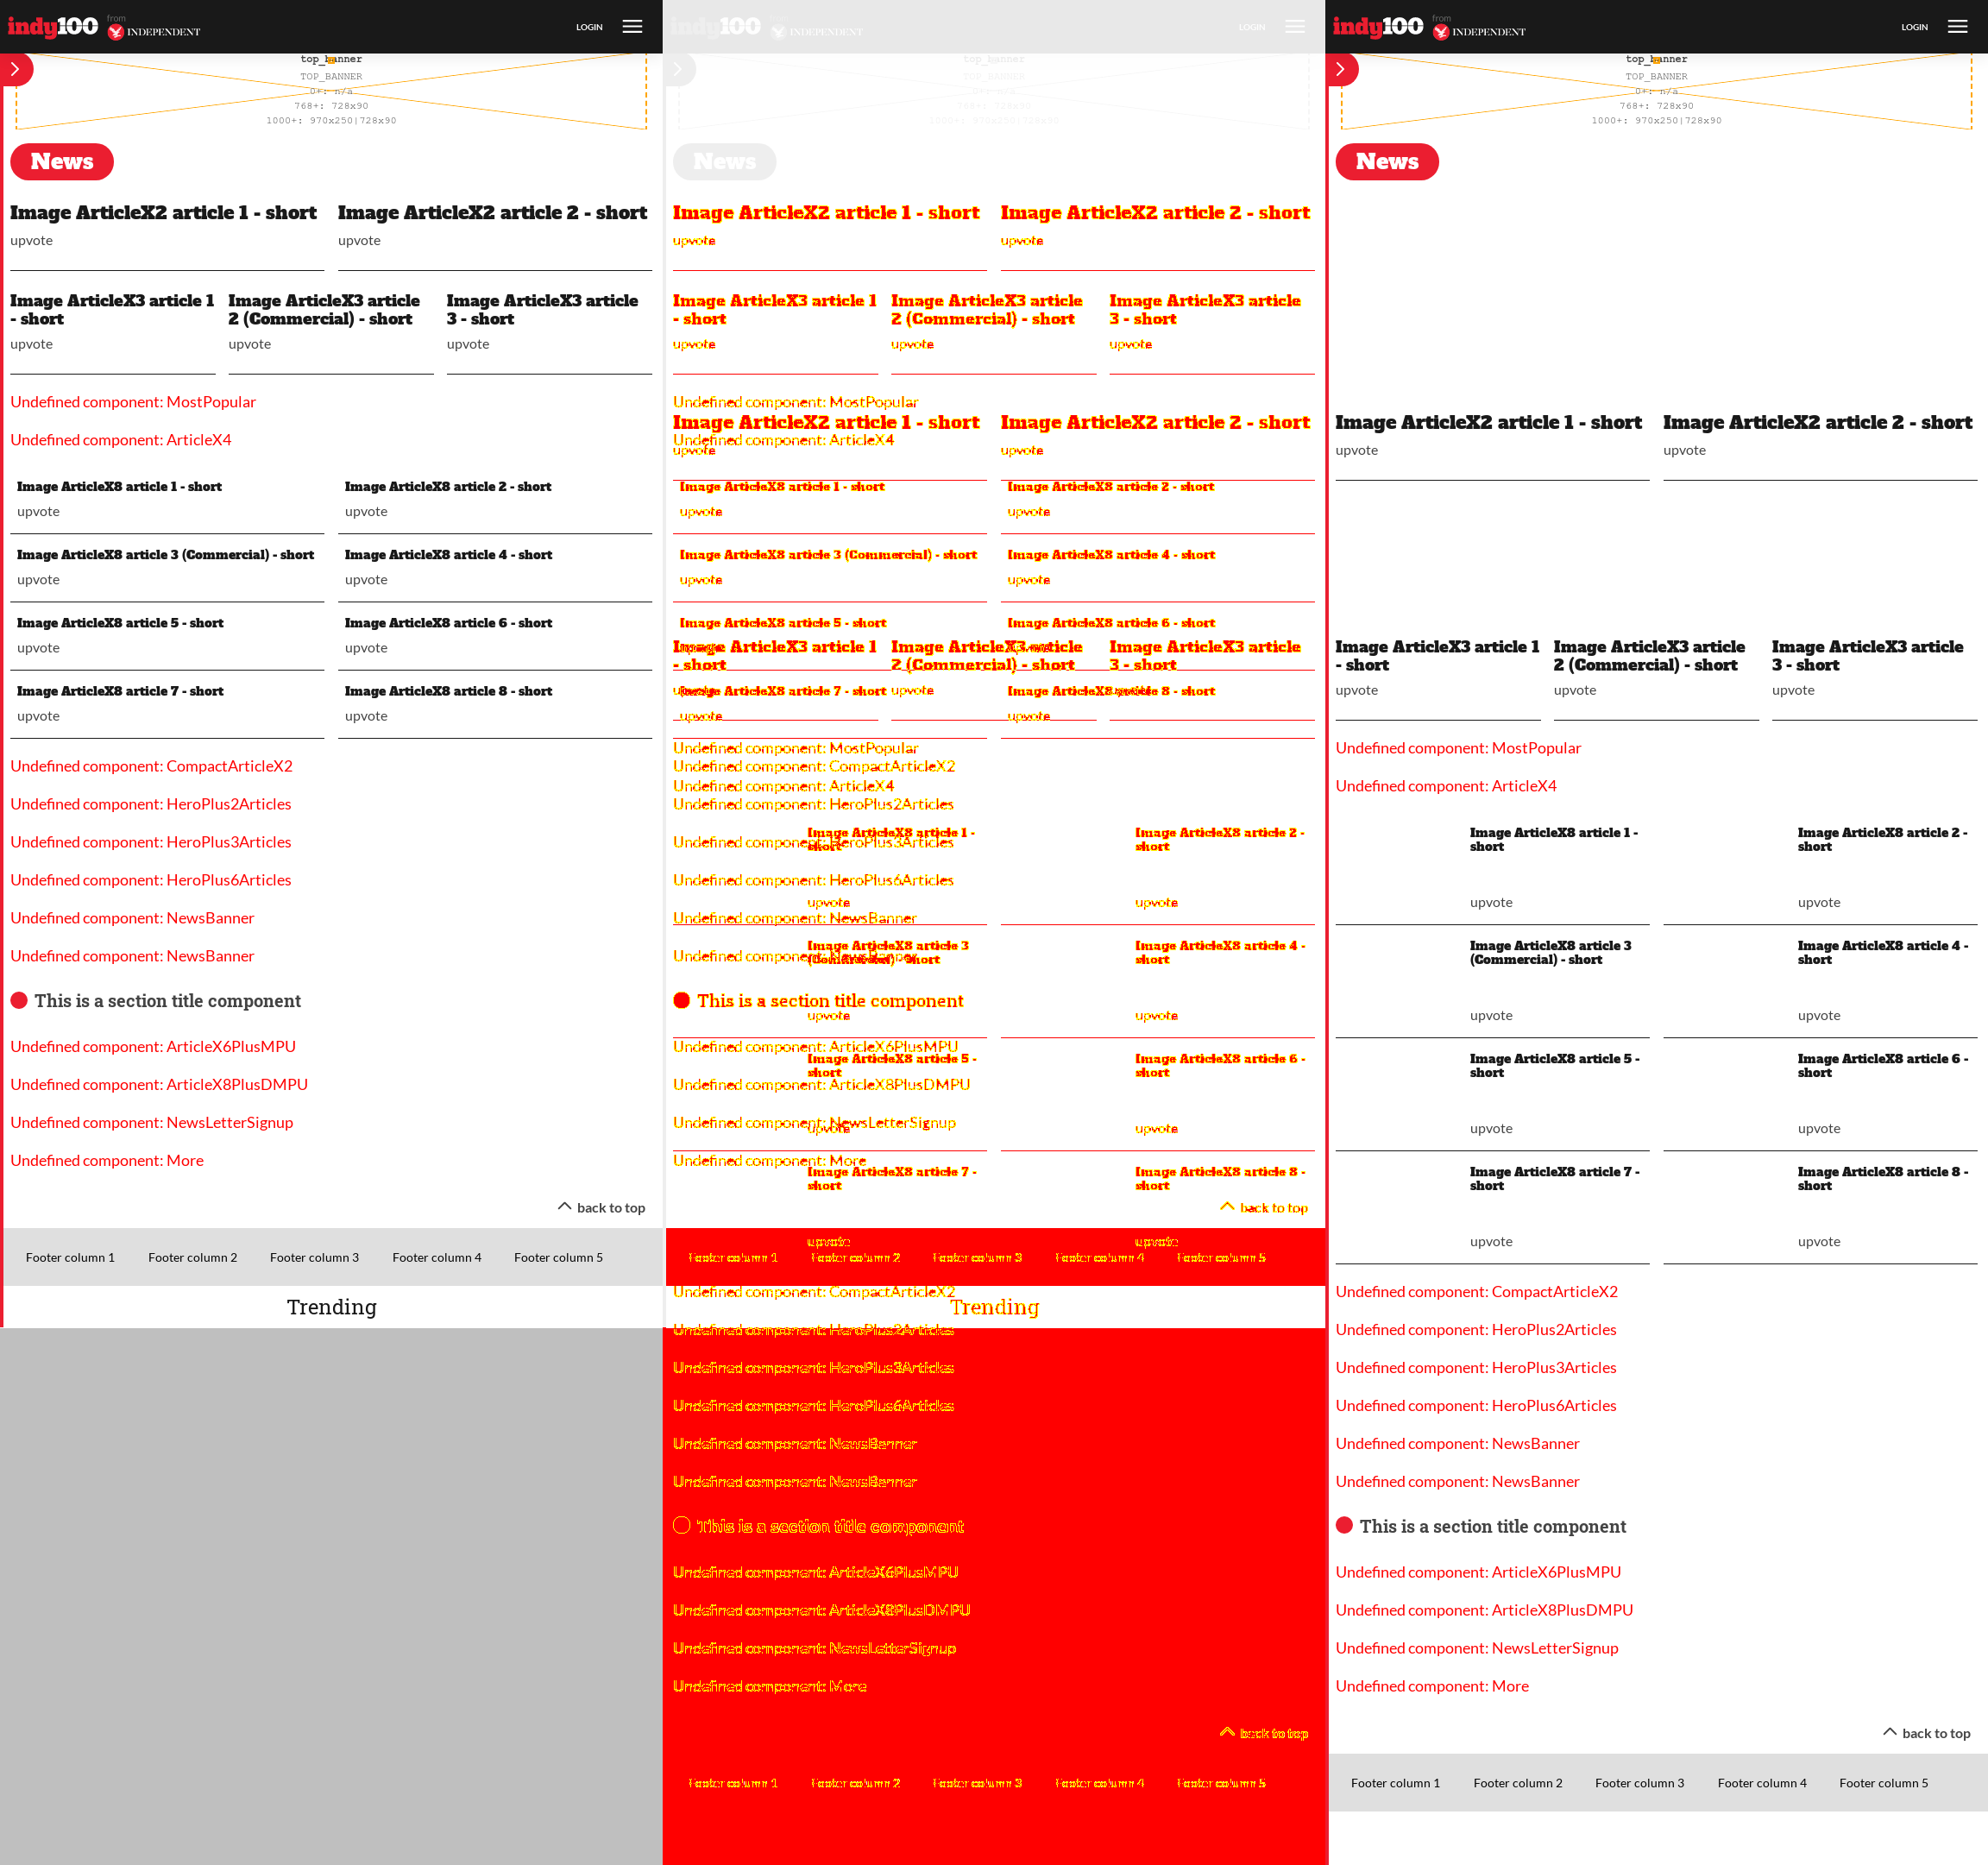 indy100 from INDEPENDENT LOGIN
top_banner
TOP_BANNER
0+: n/a
768+: 728x90
1000+: 970x250|728x90
News
Image ArticleX2 article 1 - short
upvote
Image ArticleX2 article 2 - short
upvote
Image ArticleX3 article 1
- short
upvote
Image ArticleX3 article
2 (Commercial) - short
upvote
Image ArticleX3 article
3 - short
upvote
Undefined component: MostPopular
Undefined component: ArticleX4
Image ArticleX8 article 1 - short
upvote
Image ArticleX8 article 2 - short
upvote
Image ArticleX8 article 3 (Commercial) - short
upvote
Image ArticleX8 article 4 - short
upvote
Image ArticleX8 article 5 - short
upvote
Image ArticleX8 article 6 - short
upvote
Image ArticleX8 article 7 - short
upvote
Image ArticleX8 article 8 - short
upvote
Undefined component: CompactArticleX2
Undefined component: HeroPlus2Articles
Undefined component: HeroPlus3Articles
Undefined component: HeroPlus6Articles
Undefined component: NewsBanner
Undefined component: NewsBanner
This is a section title component
Undefined component: ArticleX6PlusMPU
Undefined component: ArticleX8PlusDMPU
Undefined component: NewsLetterSignup
Undefined component: More
back to top
Footer column 1 Footer column 2 Footer column 3 Footer column 4 Footer column 5
Trending
indy100 INDEPENDENT LOGIN
top_banner
TOP_BANNER
0+: n/a
768+: 728x90
1000+: 970x250|728x90
News
Image ArticleX2 article 1 - short
upvote
Image ArticleX2 article 2 - short
upvote
Image ArticleX3 article 1
- short
upvote
Image ArticleX3 article
2 (Commercial) - short
upvote
Image ArticleX3 article
3 - short
upvote
Undefined component: MostPopular
Image ArticleX2 article 1 - short
Image ArticleX2 article 2 - short
Undefined component: ArticleX4
upvote
upvote
Image ArticleX8 article 1 - short
upvote
Image ArticleX8 article 2 - short
upvote
Image ArticleX8 article 3 (Commercial) - short
upvote
Image ArticleX8 article 4 - short
upvote
Image ArticleX8 article 5 - short
Image ArticleX8 article 6 - short
Image ArticleX3 article 1
- short
Image ArticleX3 article
2 (Commercial) - short
upvote
Image ArticleX3 article
3 - short
Image ArticleX8 article 7 - short
upvote
Image ArticleX8 article 8 - short
upvote
Undefined component: MostPopular
Undefined component: CompactArticleX2
Undefined component: ArticleX4
Undefined component: HeroPlus2Articles
Image ArticleX8 article 1 -
short
Image ArticleX8 article 2 -
short
Undefined component: HeroPlus3Articles
Undefined component: HeroPlus6Articles
upvote
upvote
Undefined component: NewsBanner
Image ArticleX8 article 3
Image ArticleX8 article 4 -
short
Undefined component: NewsBanner
This is a section title component
upvote
upvote
Undefined component: ArticleX6PlusMPU
Image ArticleX8 article 5 -
short
Image ArticleX8 article 6 -
short
Undefined component: ArticleX8PlusDMPU
Undefined component: NewsLetterSignup
upvote
upvote
Undefined component: More
Image ArticleX8 article 7 -
short
Image ArticleX8 article 8 -
short
back to top
upvote
upvote
Footer column 1 Footer column 2 Footer column 3 Footer column 4 Footer column 5
Undefined component: CompactArticleX2
Trending
Undefined component: HeroPlus2Articles
Undefined component: HeroPlus3Articles
Undefined component: HeroPlus6Articles
Undefined component: NewsBanner
Undefined component: NewsBanner
This is a section title component
Undefined component: ArticleX6PlusMPU
Undefined component: ArticleX8PlusDMPU
Undefined component: NewsLetterSignup
Undefined component: More
back to top
Footer column 1 Footer column 2 Footer column 3 Footer column 4 Footer column 5
indy100 from INDEPENDENT LOGIN
top_banner
TOP_BANNER
0+: n/a
768+: 728x90
1000+: 970x250|728x90
News
Image ArticleX2 article 1 - short
upvote
Image ArticleX2 article 2 - short
upvote
Image ArticleX3 article 1
- short
upvote
Image ArticleX3 article
2 (Commercial) - short
upvote
Image ArticleX3 article
3 - short
upvote
Undefined component: MostPopular
Undefined component: ArticleX4
Image ArticleX8 article 1 -
short
upvote
Image ArticleX8 article 2 -
short
upvote
Image ArticleX8 article 3
(Commercial) - short
upvote
Image ArticleX8 article 4 -
short
upvote
Image ArticleX8 article 5 -
short
upvote
Image ArticleX8 article 6 -
short
upvote
Image ArticleX8 article 7 -
short
upvote
Image ArticleX8 article 8 -
short
upvote
Undefined component: CompactArticleX2
Undefined component: HeroPlus2Articles
Undefined component: HeroPlus3Articles
Undefined component: HeroPlus6Articles
Undefined component: NewsBanner
Undefined component: NewsBanner
This is a section title component
Undefined component: ArticleX6PlusMPU
Undefined component: ArticleX8PlusDMPU
Undefined component: NewsLetterSignup
Undefined component: More
back to top
Footer column 1 Footer column 2 Footer column 3 Footer column 4 Footer column 5